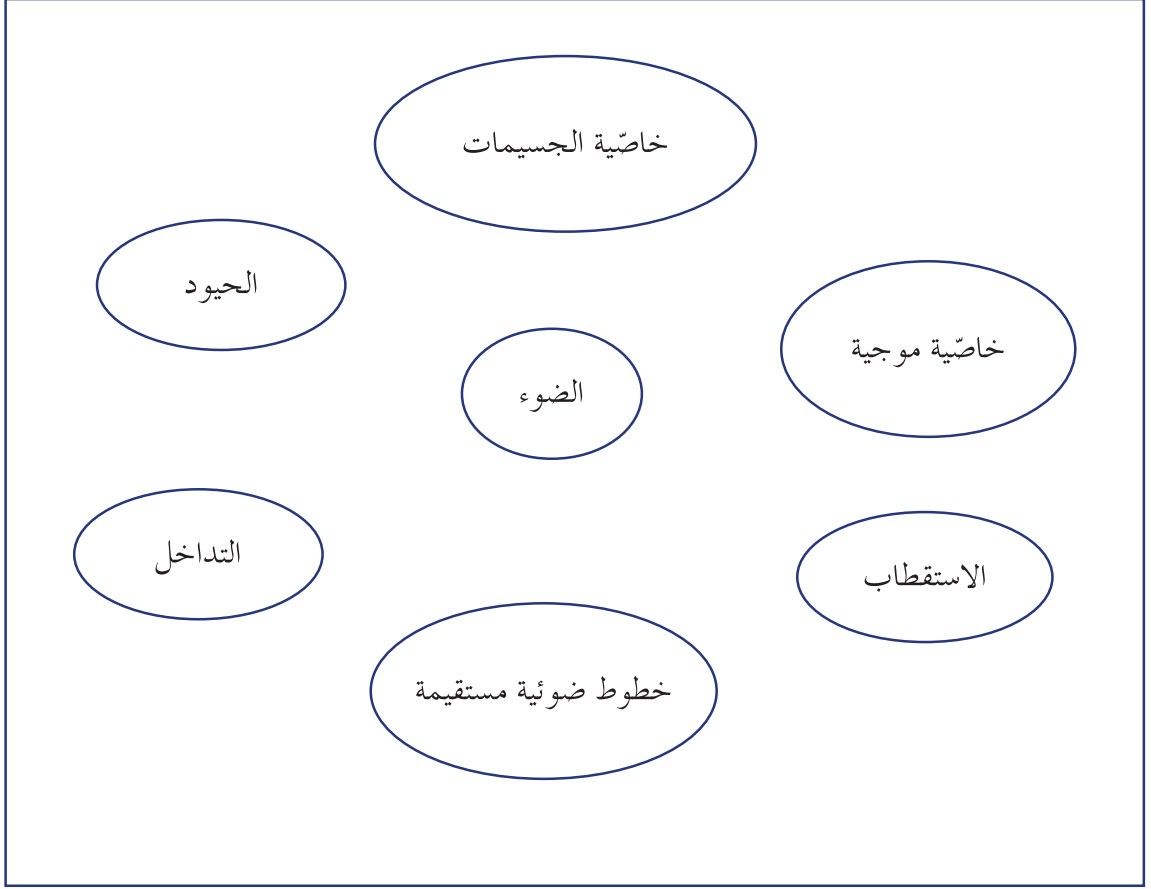 خاصّية الجسيمات
الحيود
خاصّية موجية
الضوء
التداخل
الاستقطاب
خطوط ضوئية مستقيمة